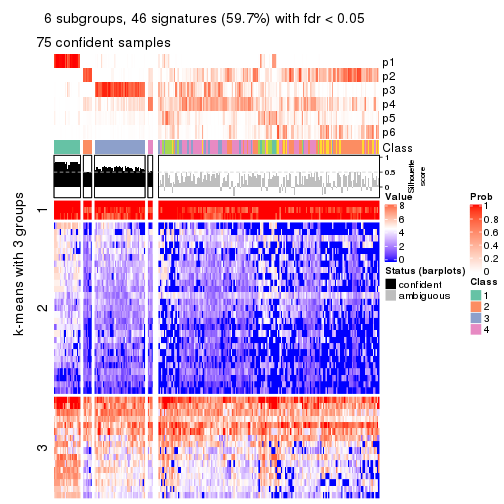 6 subgroups, 46 signatures (59.7%) with fdr < 0.05
75 confident samples
p1
p2
p3
p4
p5
p6
Class
1
0.5
0
Silhouette
score
k-means with 3 groups
1
2
3
Value
8
6
4
2
0
Status (barplots)
confident
ambiguous
Prob
1
0.8
0.6
0.4
0.2
0
Class
1
2
3
4